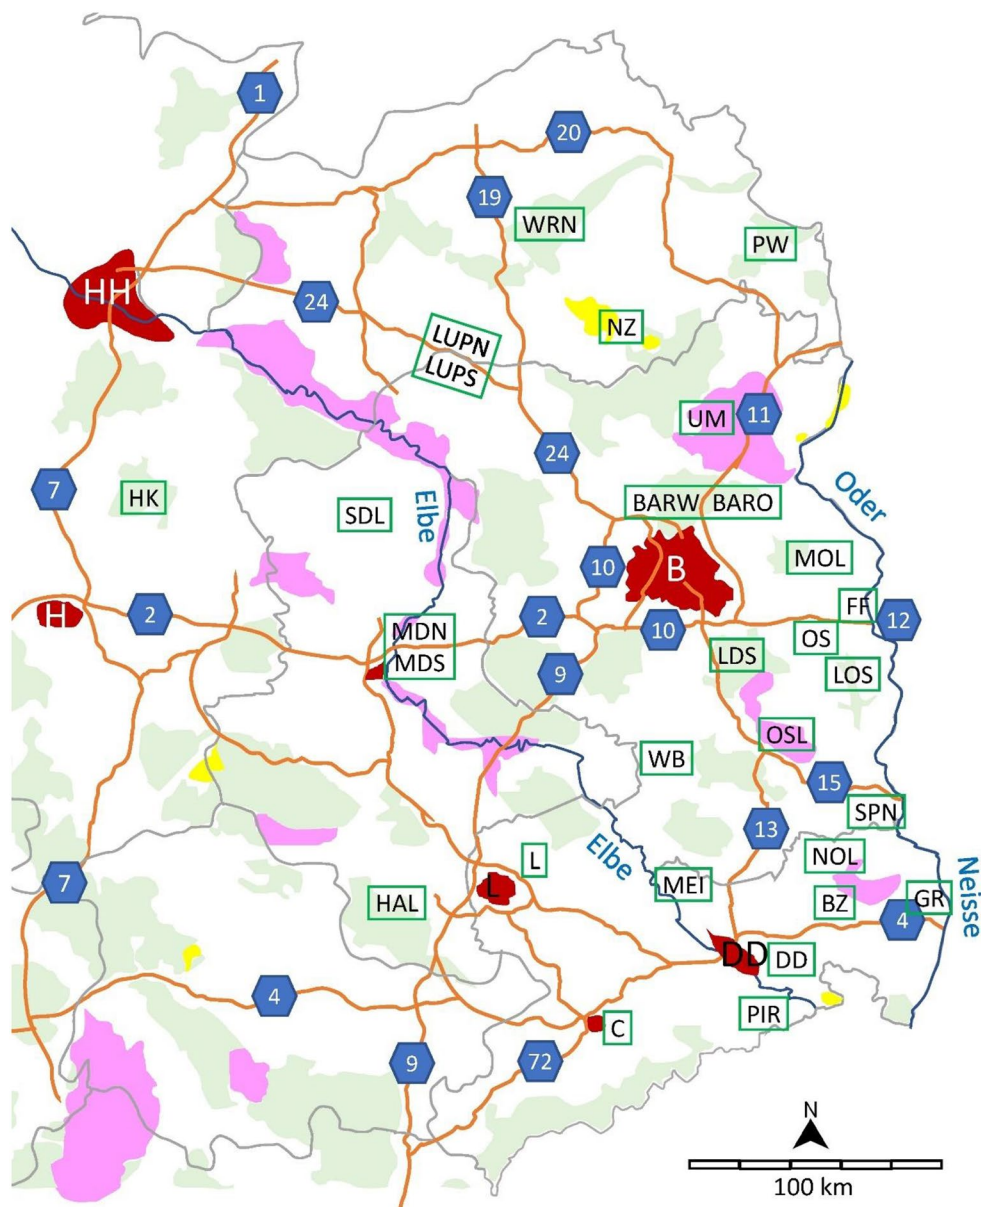 1
20
19
WRN
PW
HH
24
LUPN
LUPS
NZ
UM
11
7
HK
SDL
Elbe
24
Oder
BARW BARO
MOL
10
B
H
2
MDN
MDS
2
10
FF
12
OS
9
LDS
LOS
WB
OSL
15
SPN
13
Elbe
7
HAL
L
L
MEI
NOL
BZ
GR
4
Neisse
DD
DD
4
PIR
C
9
72
N
100 km